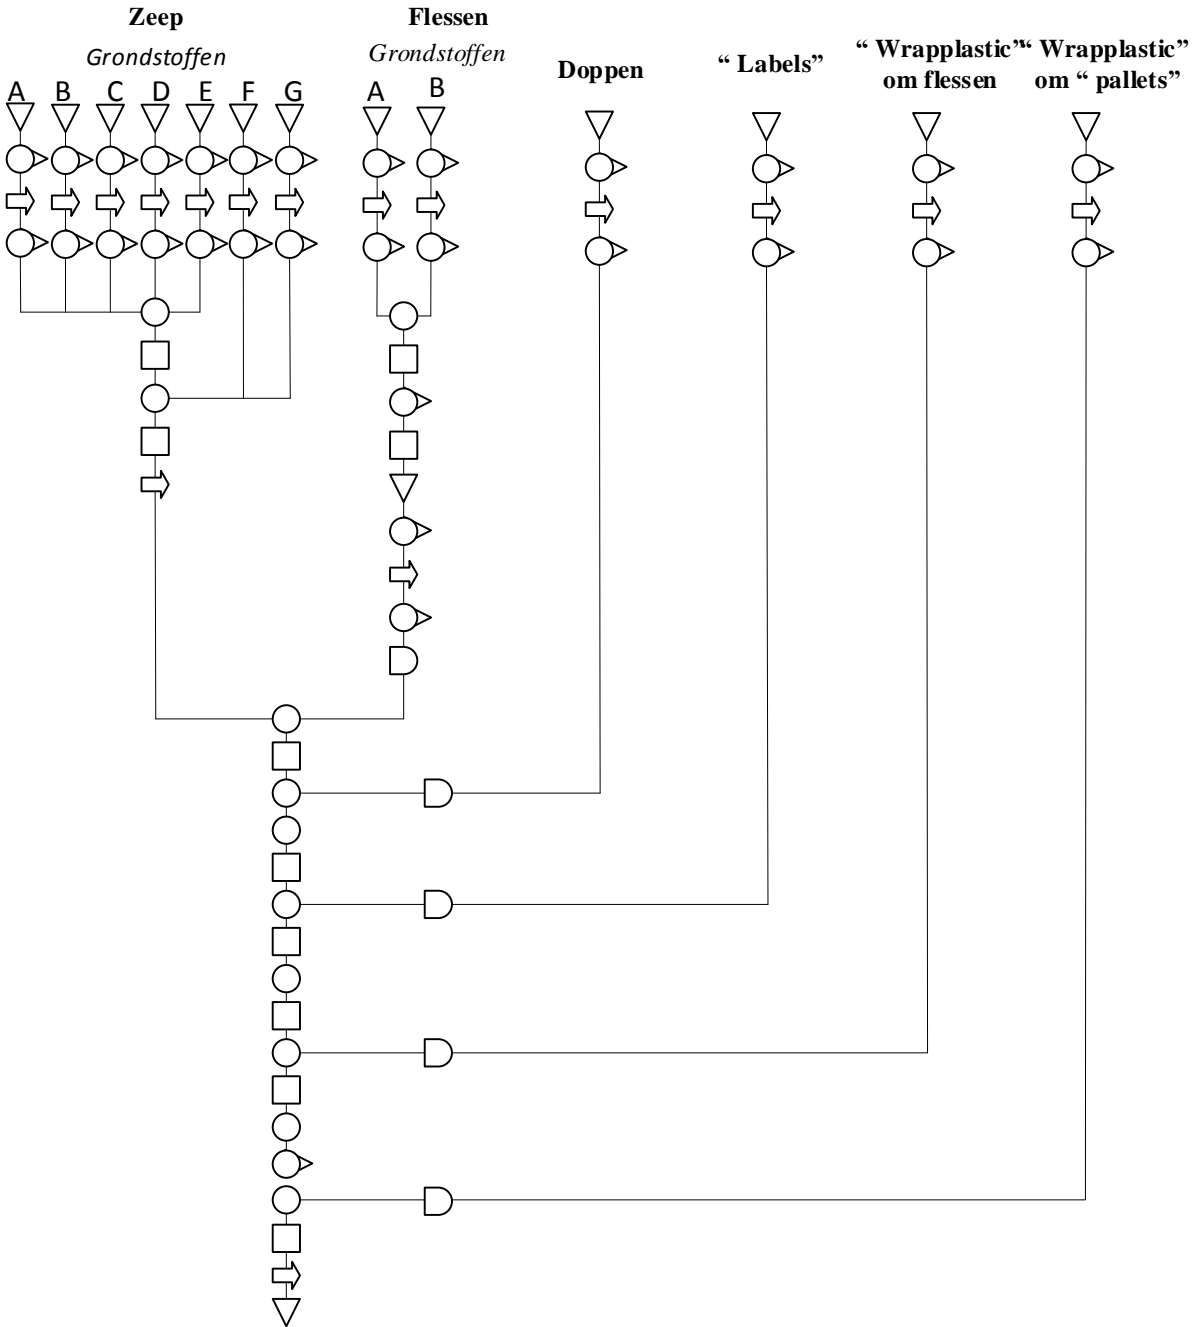 Zeep
Grondstoffen
A B C D E F G
Flessen
Grondstoffen
A B
Doppen
“ Labels”
“ Wrapplastic”
om flessen
“ Wrapplastic”
om “ pallets”